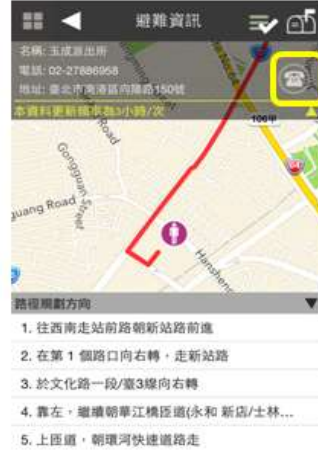 避難資訊
名稱: 玉成派出所
電話: 02-27886958
地址: 臺北市南港區向陽路150號
本資料更新頻率為3小時/次
106甲
Gongguan Street
guang Road
Hansheng
路徑規劃方向
1. 往西南走站前路朝新站路前進
2. 在第 1 個路口向右轉，走新站路
3. 於文化路一段/臺3線向右轉
4. 靠左，繼續朝華江橋匝道(永和 新店/士林...
5. 上匝道，朝環河快速道路走